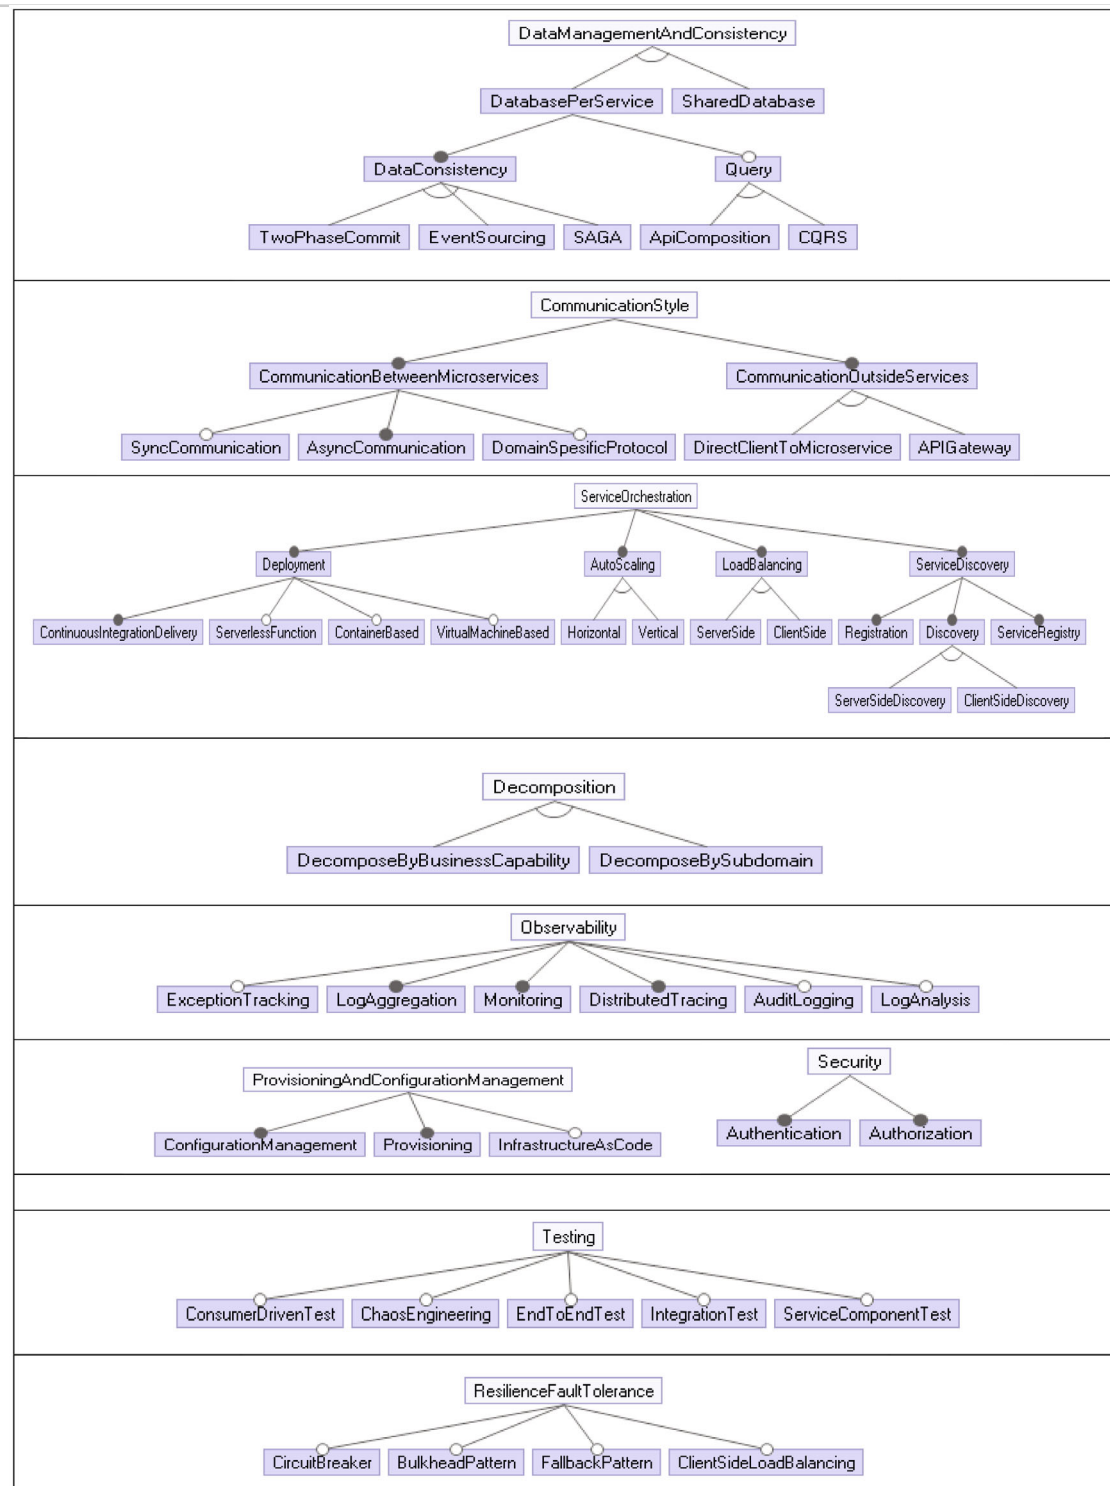 DataManagementAndConsistency
DatabasePerService SharedDatabase
DataConsistency Query
TwoPhaseCommit EventSourcing SAGA ApiComposition CQRS
CommunicationStyle
CommunicationBetweenMicroservices CommunicationOutsideServices
SyncCommunication AsyncCommunication DomainSpesificProtocol DirectClientToMicroservice APIGateway
ServiceOrchestration
Deployment AutoScaling LoadBalancing ServiceDiscovery
ContinuousIntegrationDelivery ServerlessFunction ContainerBased VirtualMachineBased Horizontal Vertical ServerSide ClientSide Registration Discovery ServiceRegistry
ServerSideDiscovery ClientSideDiscovery
Decomposition
DecomposeByBusinessCapability DecomposeBySubdomain
Observability
ExceptionTracking LogAggregation Monitoring DistributedTracing AuditLogging LogAnalysis
ProvisioningAndConfigurationManagement
ConfigurationManagement Provisioning InfrastructureAsCode
Security
Authentication Authorization
Testing
ConsumerDrivenTest ChaosEngineering EndToEndTest IntegrationTest ServiceComponentTest
ResilienceFaultTolerance
CircuitBreaker BulkheadPattern FallbackPattern ClientSideLoadBalancing